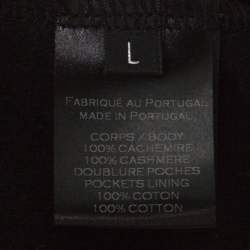 L
FABRIQUÉ AU PORTUGAL
MADE IN PORTUGAL
CORPS / BODY
100% CACHEMIRE
100% CASHMERE
DOUBLURE POCHES
POCKETS LINING
100% COTON
100% COTTON